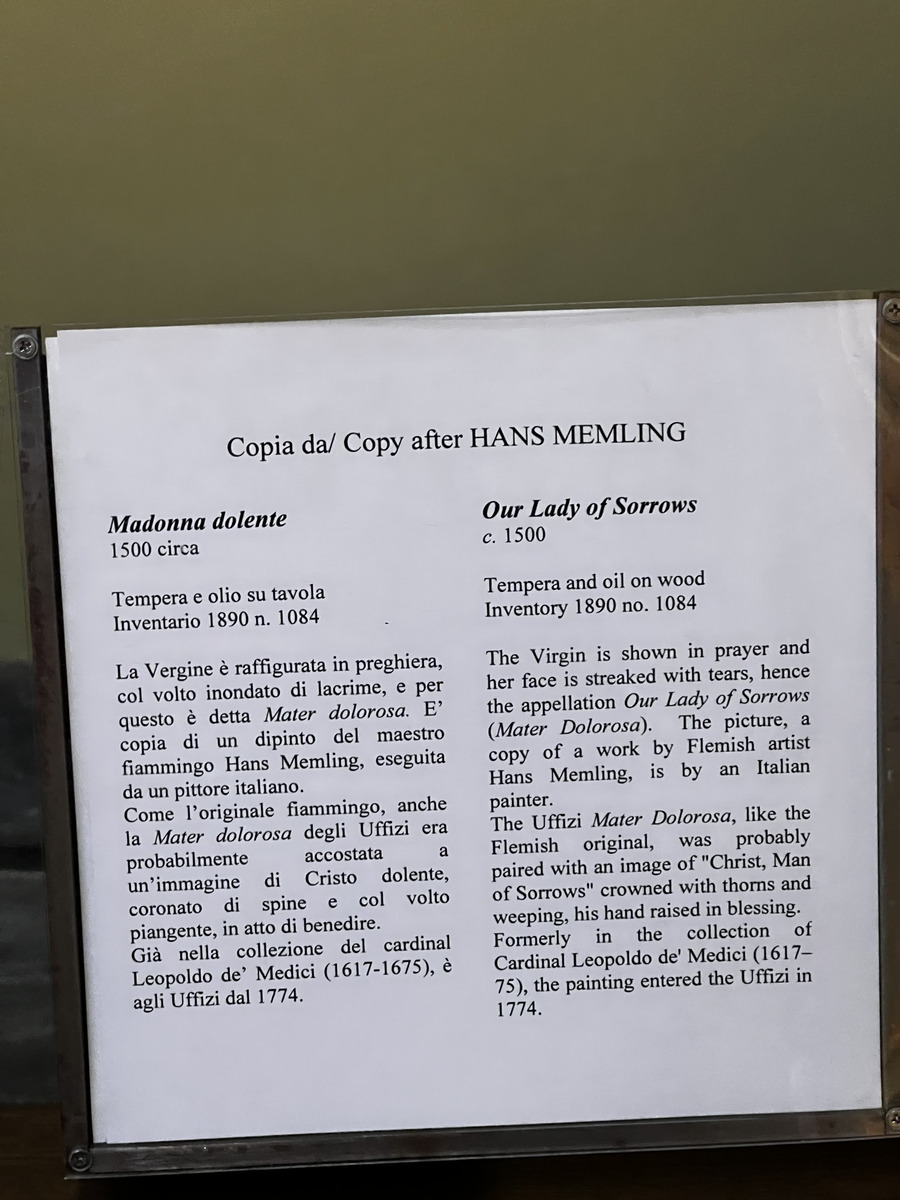 Copia da/ Copy after HANS MEMLING
Madonna dolente
1500 circa
Tempera e olio su tavola
Inventario 1890 n. 1084
La Vergine è raffigurata in preghiera,
col volto inondato di lacrime, e per
questo è detta Mater dolorosa. E’
copia di un dipinto del maestro
fiammingo Hans Memling, eseguita
da un pittore italiano.
Come l’originale fiammingo, anche
la Mater dolorosa degli Uffizi era
probabilmente accostata a
un’immagine di Cristo dolente,
coronato di spine e col volto
piangente, in atto di benedire.
Già nella collezione del cardinal
Leopoldo de’ Medici (1617-1675), è
agli Uffizi dal 1774.
Our Lady of Sorrows
c. 1500
Tempera and oil on wood
Inventory 1890 no. 1084
The Virgin is shown in prayer and
her face is streaked with tears, hence
the appellation Our Lady of Sorrows
(Mater Dolorosa). The picture, a
copy of a work by Flemish artist
Hans Memling, is by an Italian
painter.
The Uffizi Mater Dolorosa, like the
Flemish original, was probably
paired with an image of "Christ, Man
of Sorrows" crowned with thorns and
weeping, his hand raised in blessing.
Formerly in the collection of
Cardinal Leopoldo de' Medici (1617–
75), the painting entered the Uffizi in
1774.